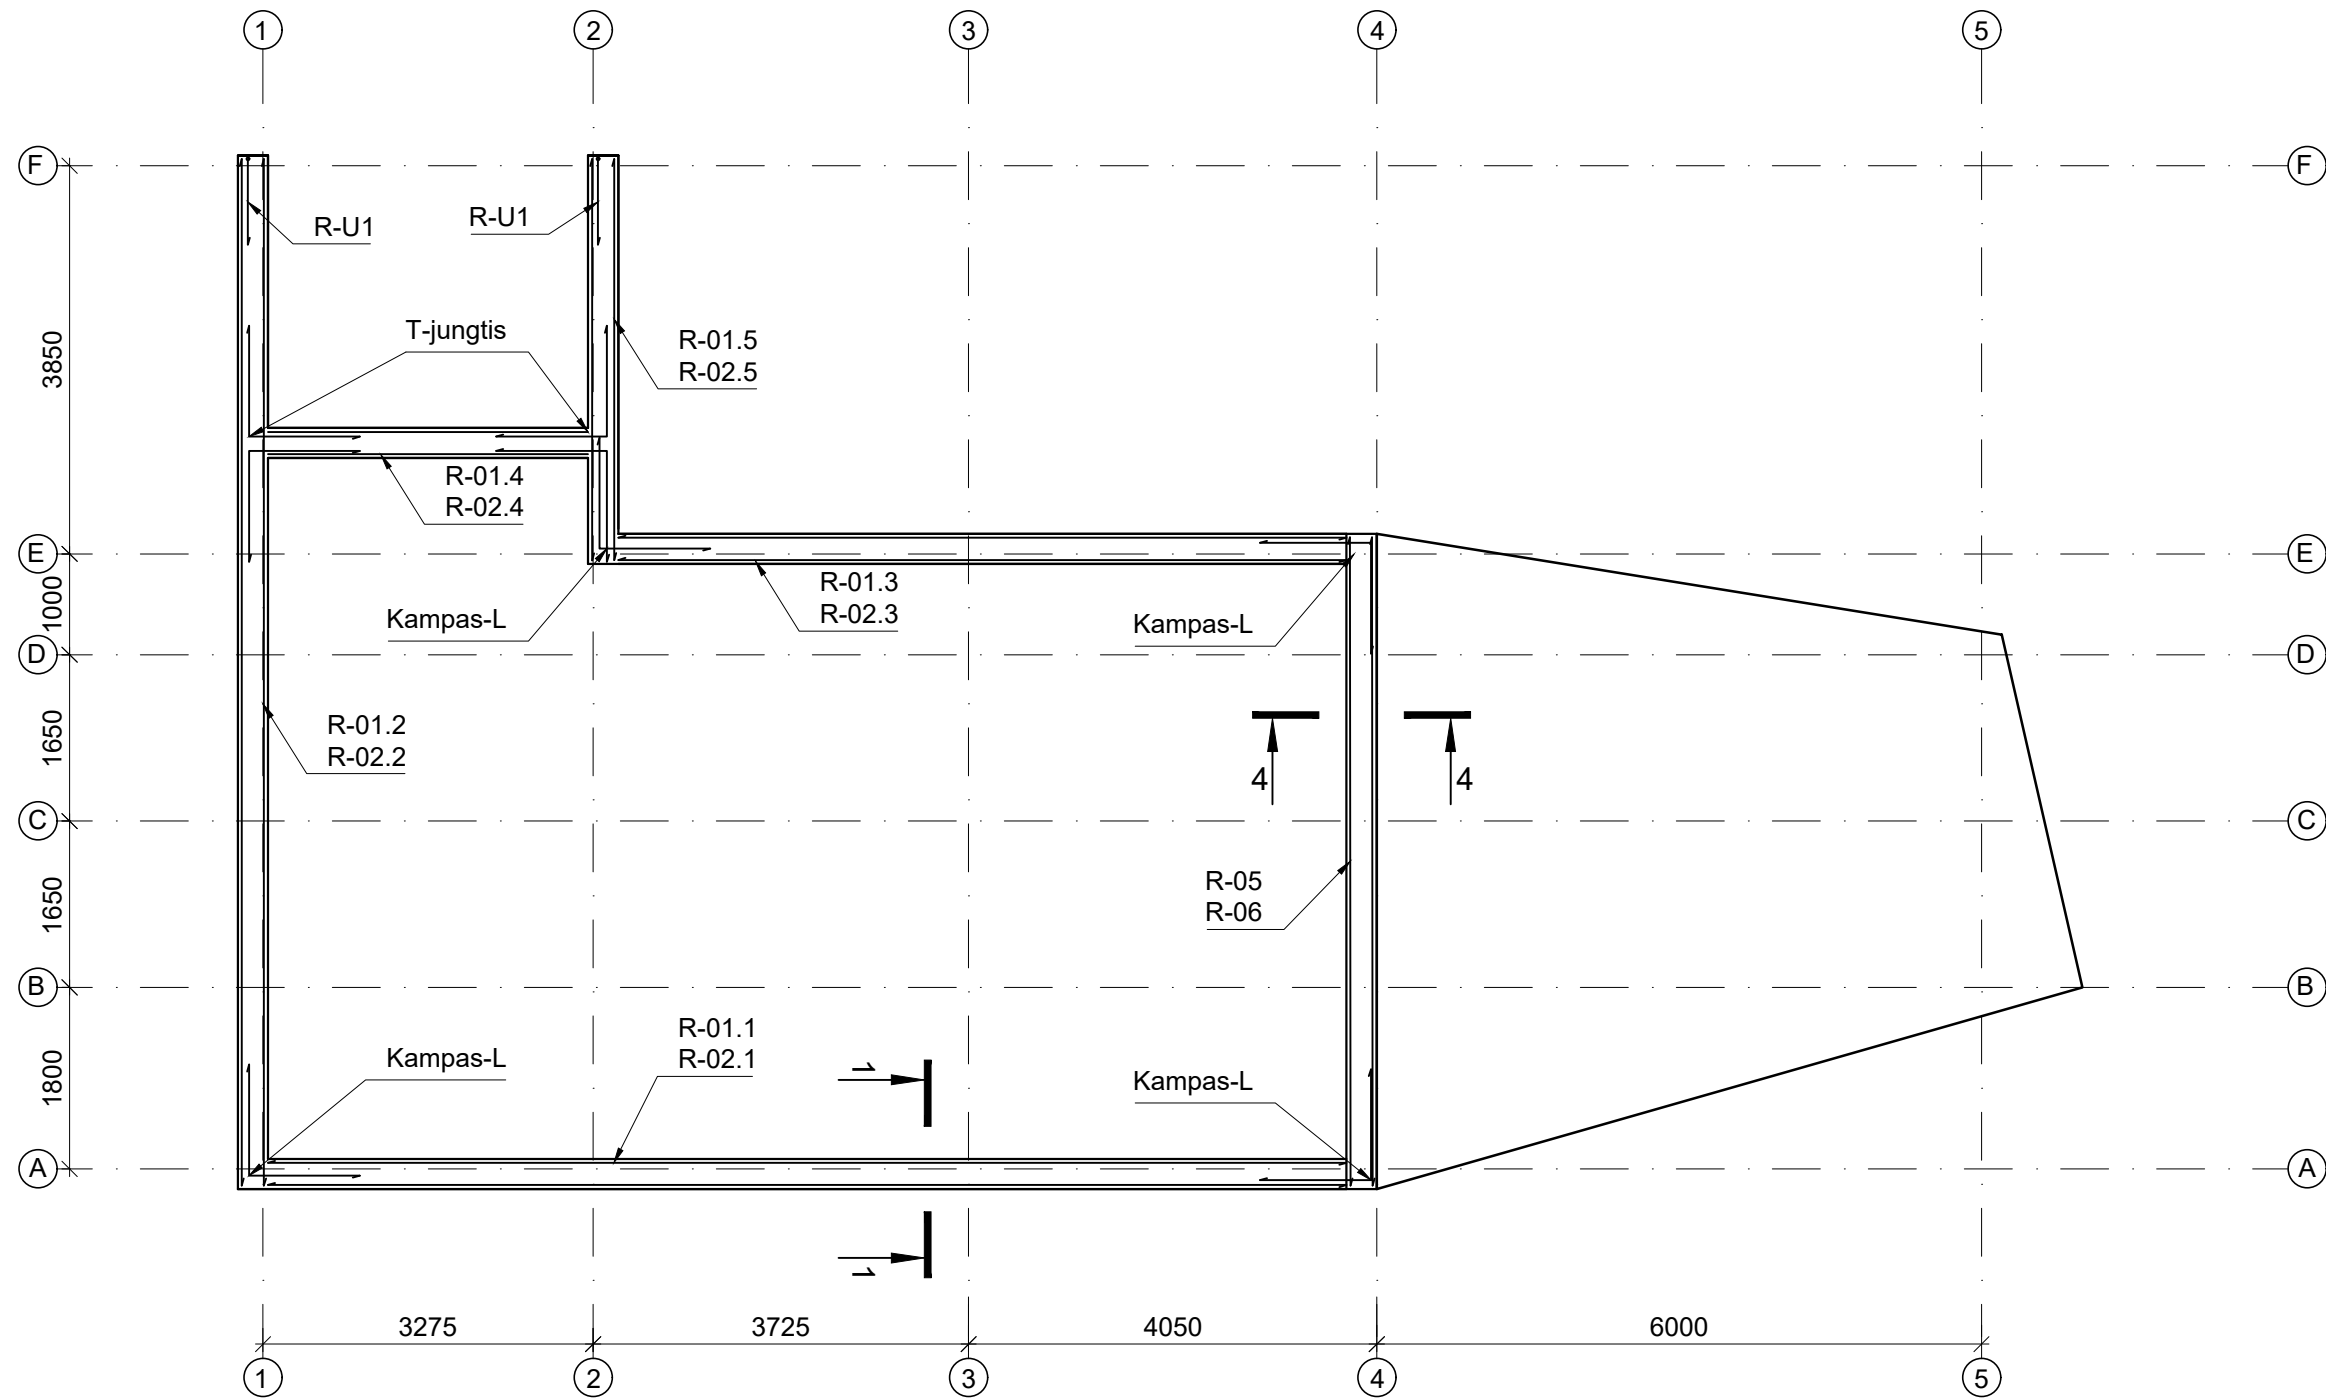 1 2 3 4 5
F F
R-U1 R-U1
3850
T-jungtis
R-01.5
R-02.5
R-01.4
R-02.4
E E
1000
R-01.3
R-02.3
Kampas-L
Kampas-L
D D
1650
R-01.2
R-02.2
4 4
C C
1650
R-05
R-06
B B
1800
R-01.1
R-02.1
Kampas-L
1
Kampas-L
A A
1
3275 3725 4050 6000
1 2 3 4 5